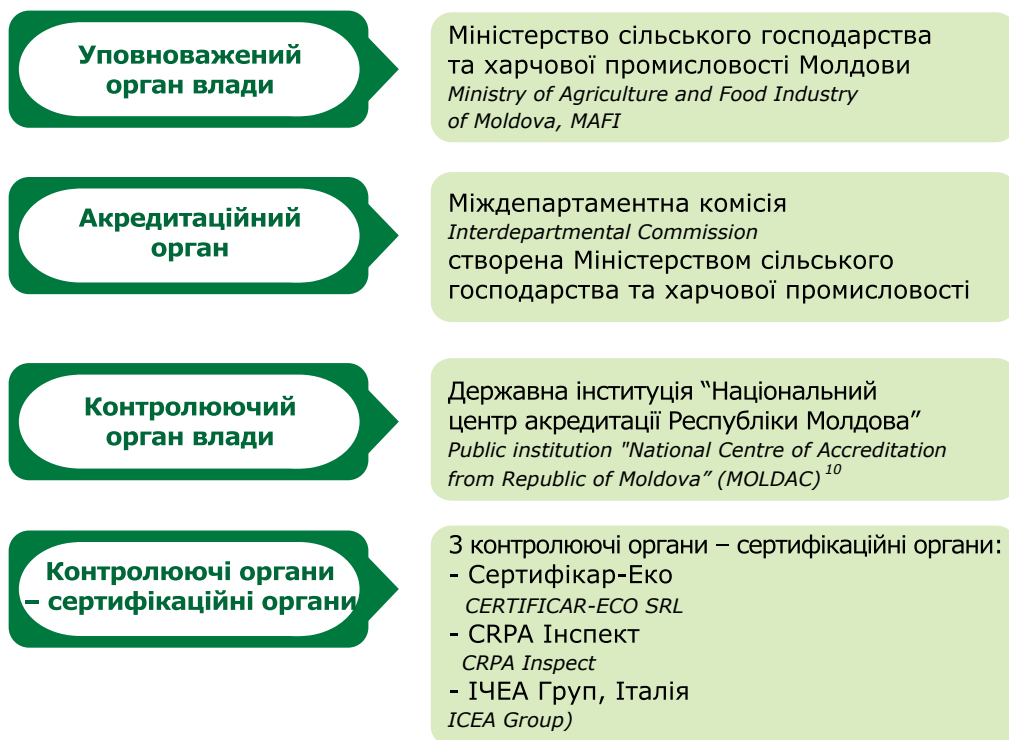 Уповноважений
орган влади
Міністерство сільського господарства
та харчової промисловості Молдови
Ministry of Agriculture and Food Industry
of Moldova, MAFI
Акредитаційний
орган
Міждепартаментна комісія
Interdepartmental Commission
створена Міністерством сільського
господарства та харчової промисловості
Контролюючий
орган влади
Державна інституція “Національний
центр акредитації Республіки Молдова”
Public institution "National Centre of Accreditation
from Republic of Moldova” (MOLDAC) 10
Контролюючі органи
– сертифікаційні органи
3 контролюючі органи – сертифікаційні органи:
- Сертифікар-Еко
CERTIFICAR-ECO SRL
- CRPA Інспект
CRPA Inspect
- ІЧЕА Груп, Італія
ICEA Group)